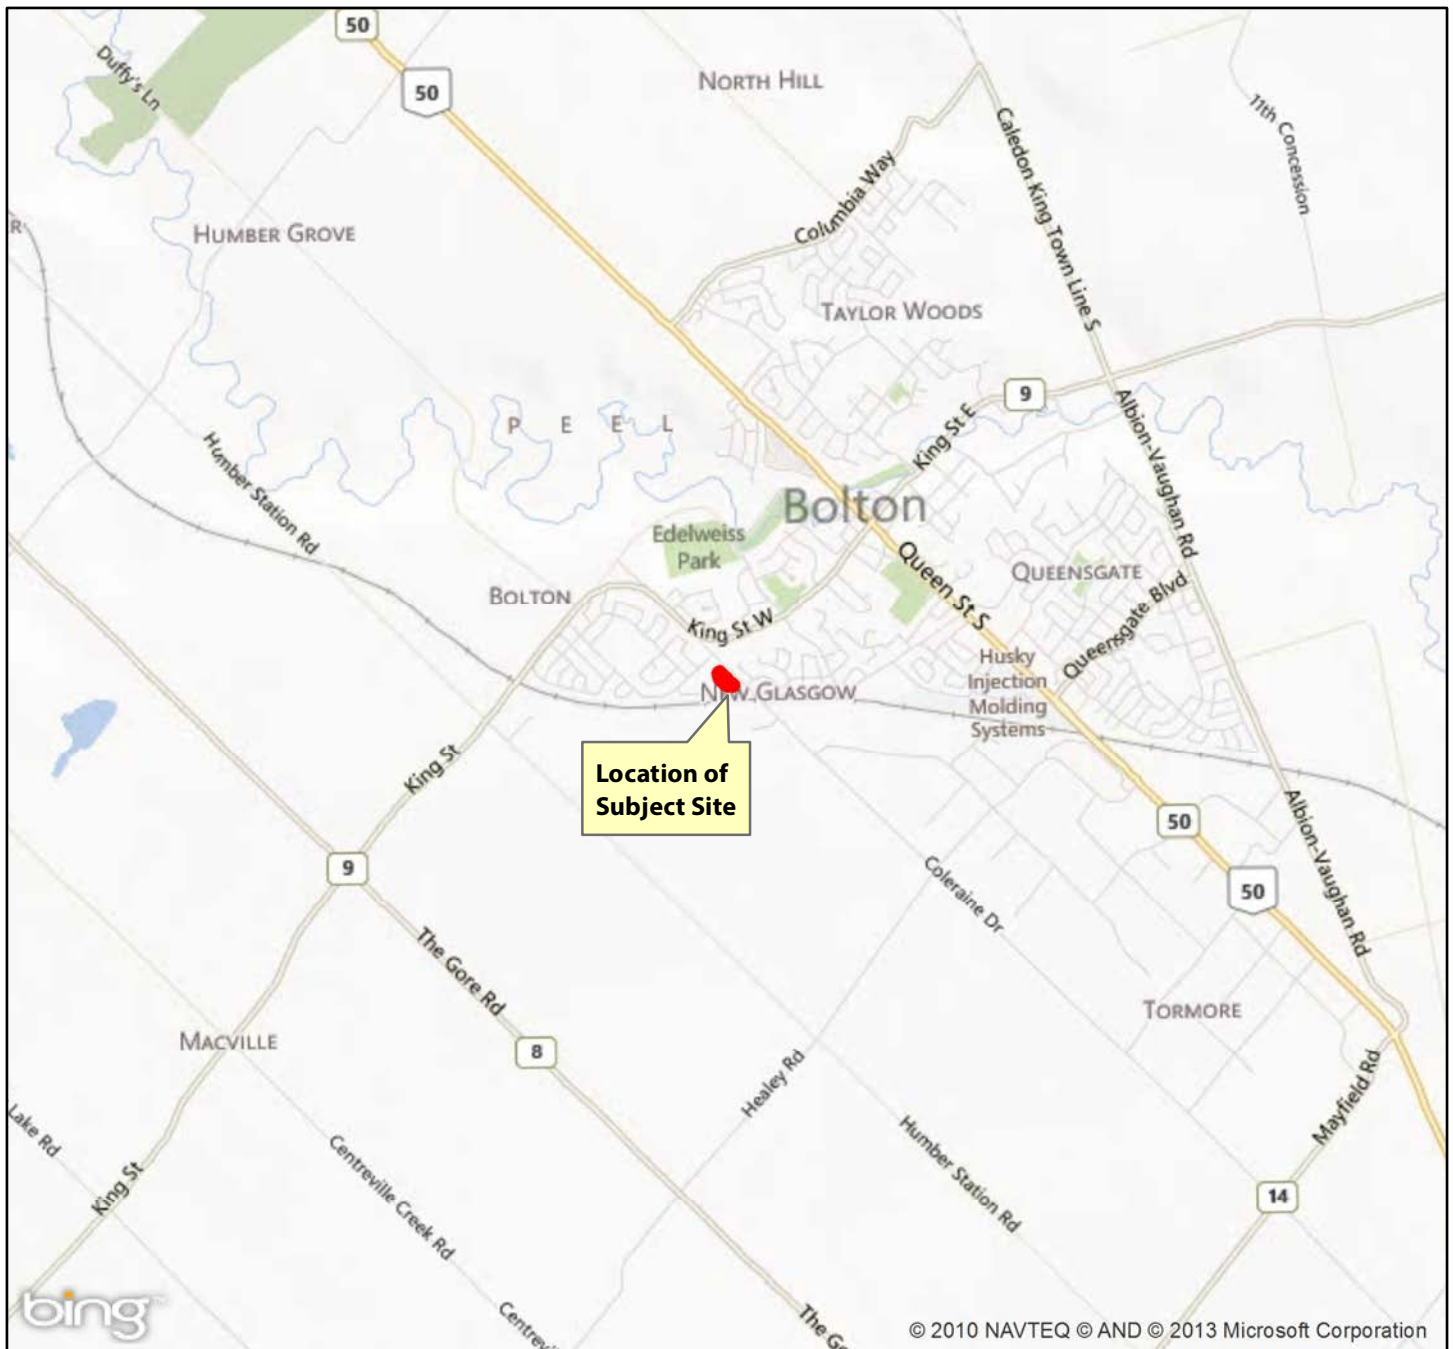 50
Duffy's Ln
50
NORTH HILL
11th Concession
Caledon King Town Line S
Columbia Way
R
HUMBER GROVE
TAYLOR WOODS
9
King St E
Albion-Vaughan Rd
P E E L
Humber Station Rd
Bolton
Edelweiss
Park
Queen St S
QUEENSGATE
Queensgate Blvd
BOLTON
King St W
Husky
Injection
Molding
Systems
NEW GLASGOW
King St
Location of
Subject Site
50
Albion-Vaughan Rd
50
9
Coleraine Dr
The Gore Rd
TORMORE
MACVILLE
8
Healey Rd
Mayfield Rd
Lake Rd
King St
Centreville Creek Rd
Humber Station Rd
14
Centrevi
The Go
bing™
© 2010 NAVTEQ © AND © 2013 Microsoft Corporation